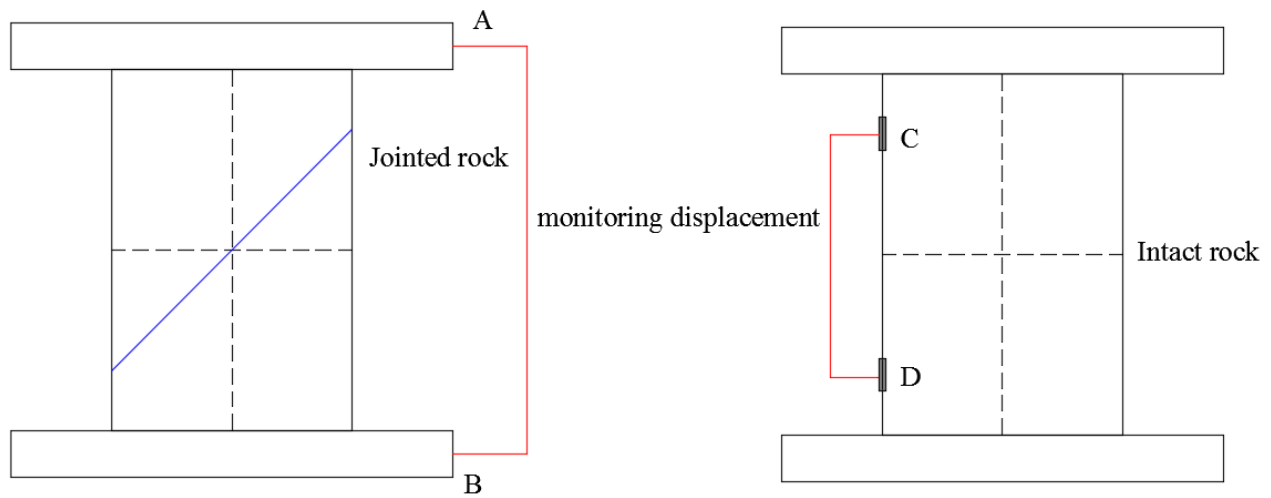 A
Jointed rock
monitoring displacement
B
C
Intact rock
D